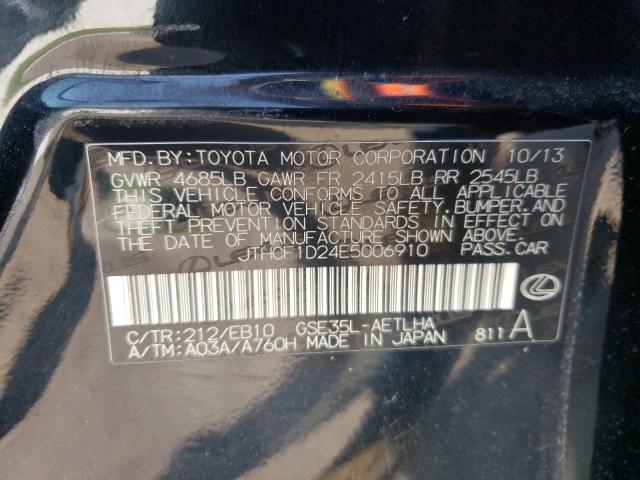 MFD.BY:TOYOTA MOTOR CORPORATION 10/13
GVWR 4685LB GAWR FR 2415LB RR 2545LB
THIS VEHICLE CONFORMS TO ALL APPLICABLE
FEDERAL MOTOR VEHICLE SAFETY, BUMPER, AND
THEFT PREVENTION STANDARDS IN EFFECT ON
THE DATE OF MANUFACTURE SHOWN ABOVE.
JTHCF1D24E5006910 PASS.CAR
C/TR:212/EB10 GSE35L-AETLHA
A/TM:A03A/A760H MADE IN JAPAN 811A